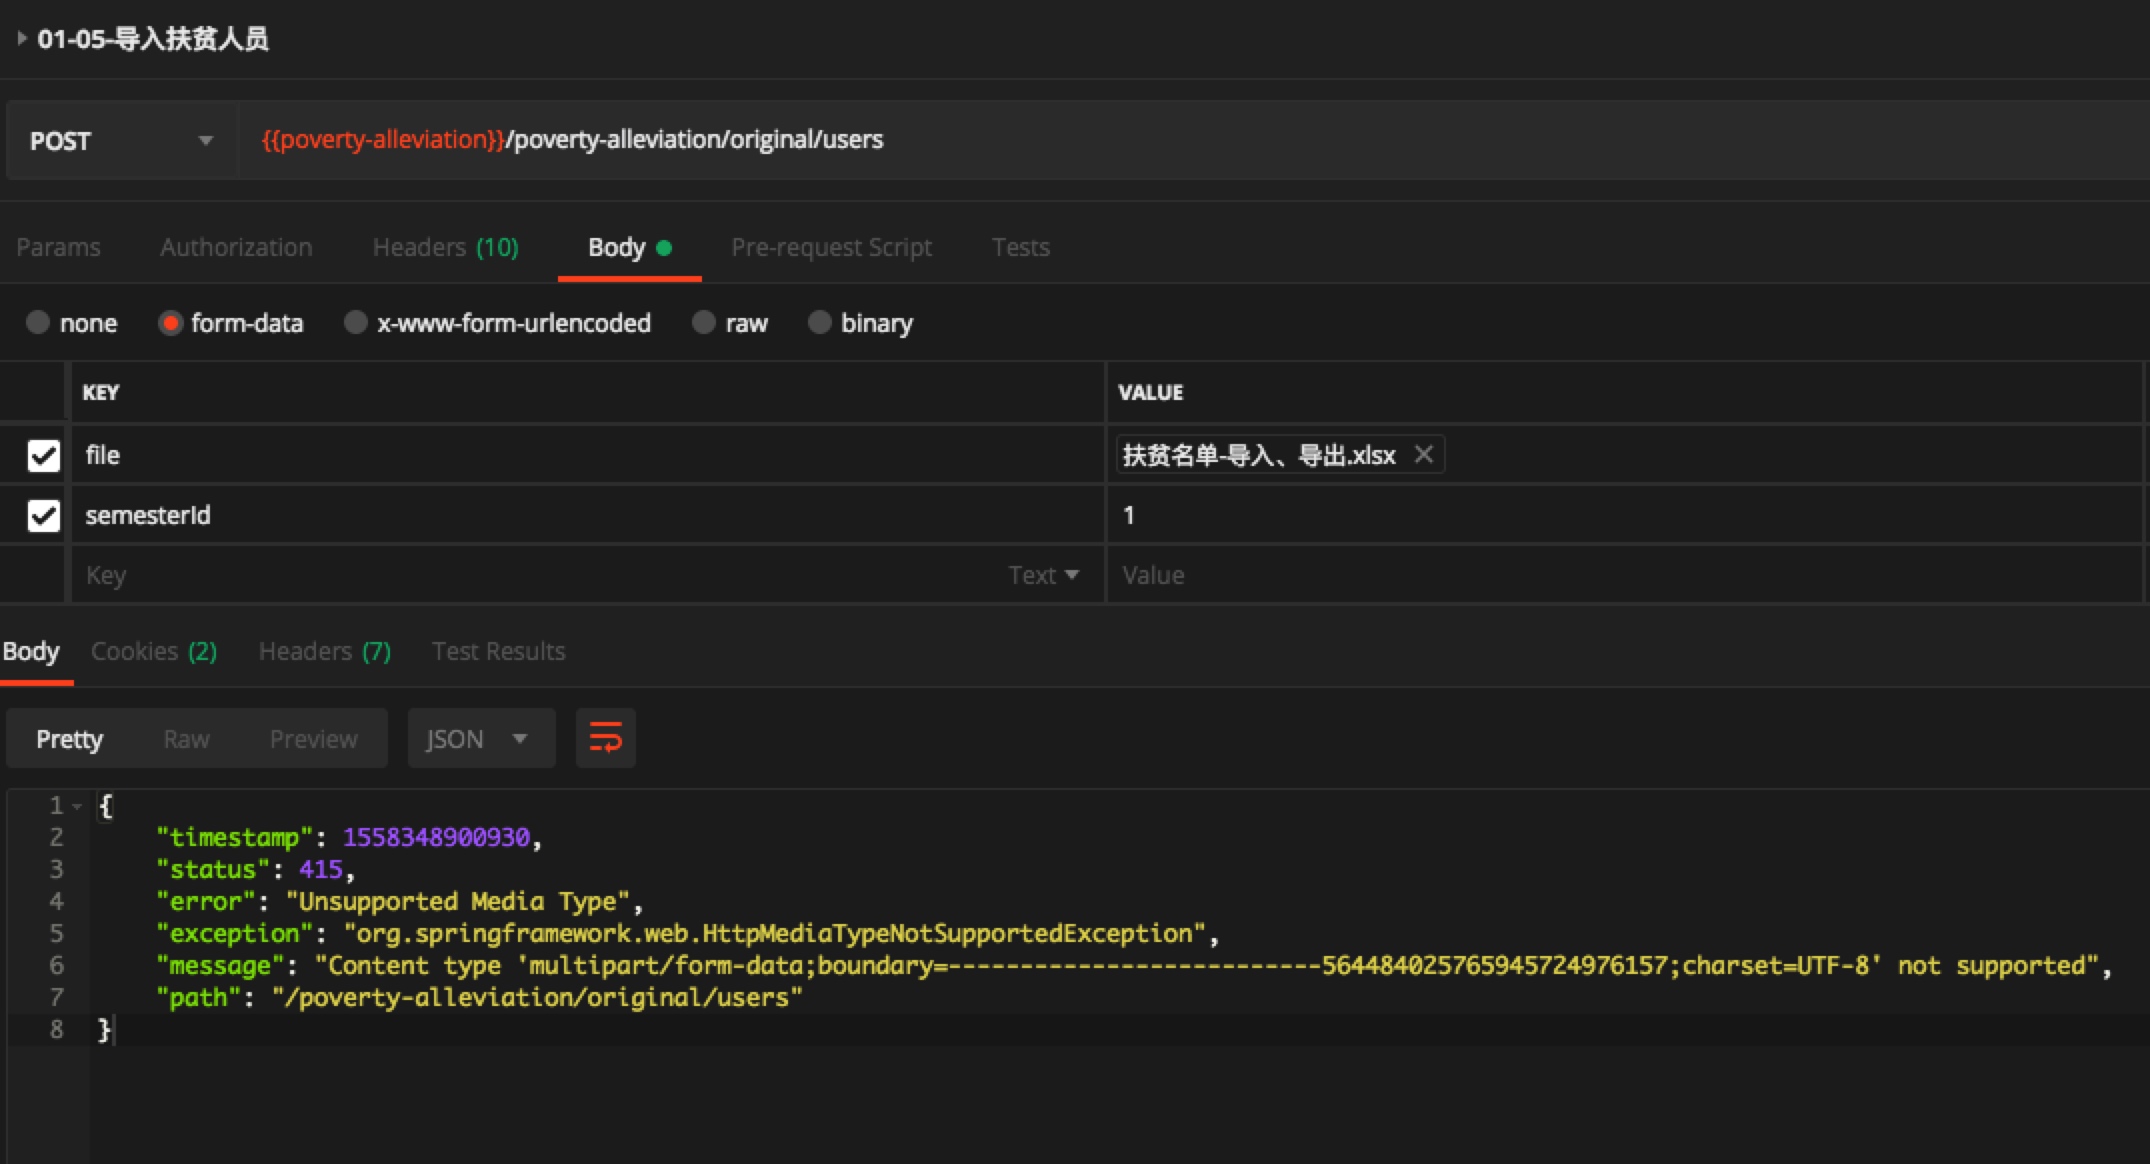 01-05-导入扶贫人员
POST {{poverty-alleviation}}/poverty-alleviation/original/users
Params Authorization Headers (10) Body Pre-request Script Tests
none form-data x-www-form-urlencoded raw binary
KEY VALUE
file 扶贫名单-导入、导出.xlsx
semesterId 1
Key Text Value
Body Cookies (2) Headers (7) Test Results
Pretty Raw Preview JSON
1 {
2 "timestamp": 1558348900930,
3 "status": 415,
4 "error": "Unsupported Media Type",
5 "exception": "org.springframework.web.HttpMediaTypeNotSupportedException",
6 "message": "Content type 'multipart/form-data;boundary=--------------------------564484025765945724976157;charset=UTF-8' not supported",
7 "path": "/poverty-alleviation/original/users"
8 }